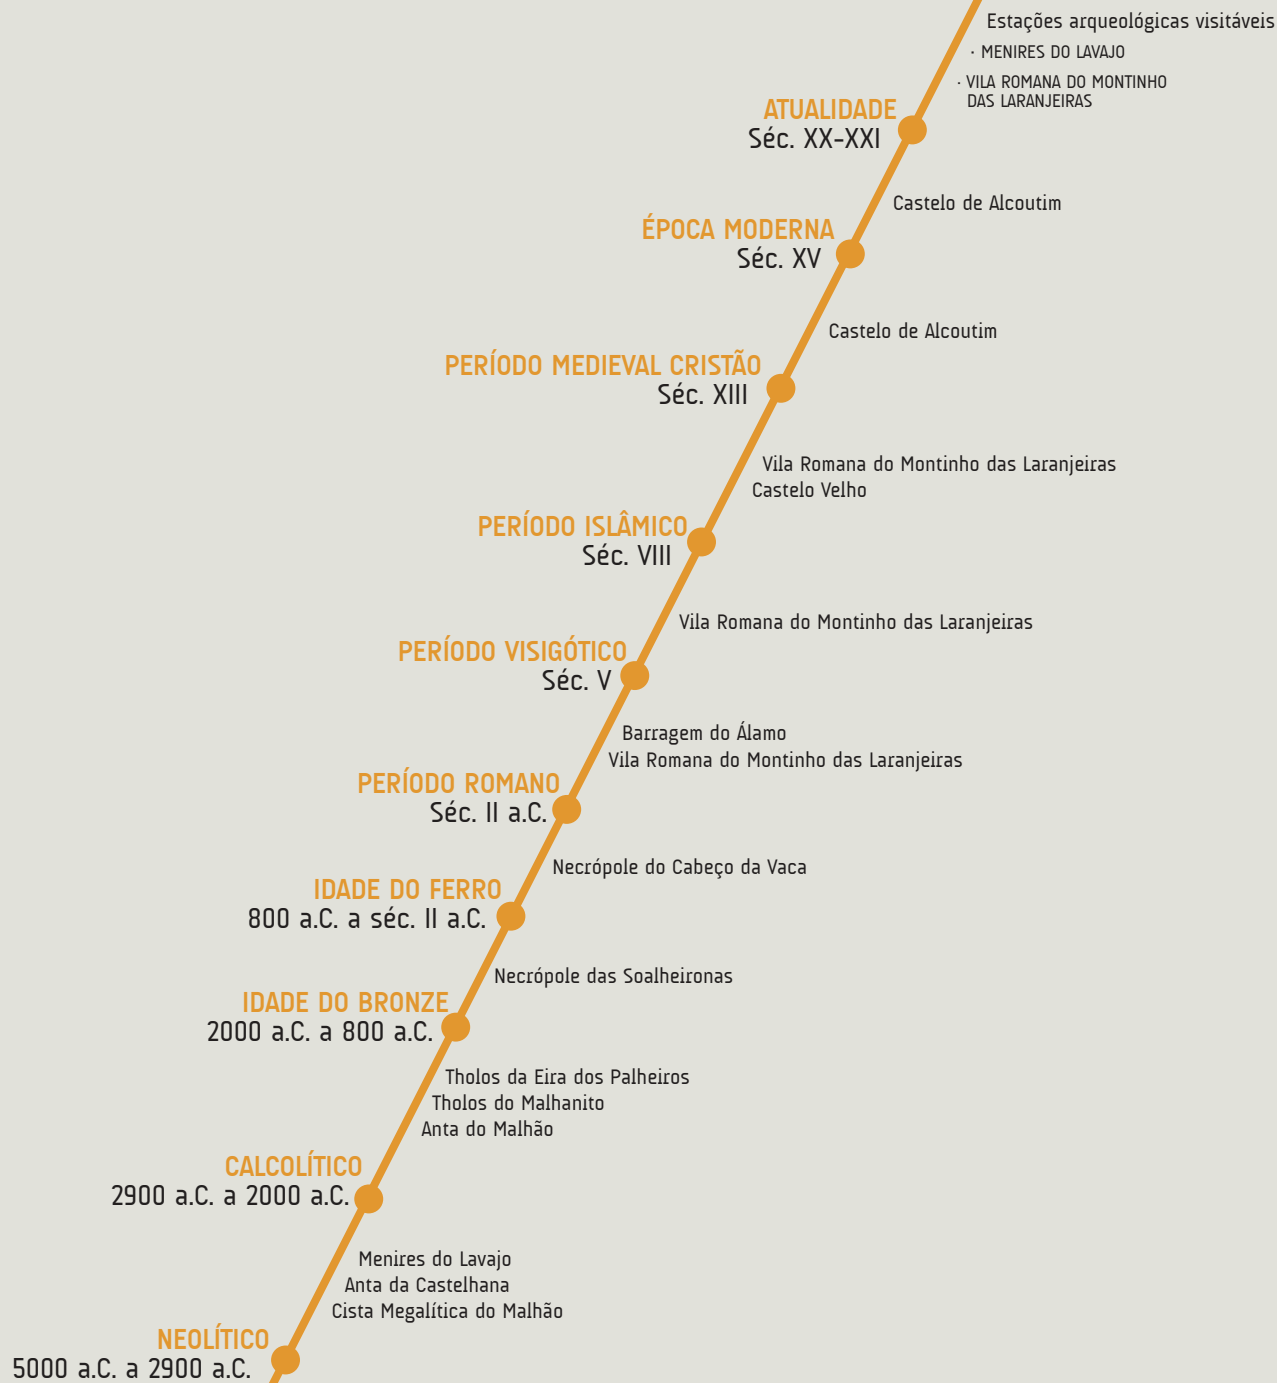 Estações arqueológicas visitáveis
· MENIRES DO LAVAJO
· VILA ROMANA DO MONTINHO
DAS LARANJEIRAS
ATUALIDADE
Séc. XX-XXI
Castelo de Alcoutim
ÉPOCA MODERNA
Séc. XV
Castelo de Alcoutim
PERÍODO MEDIEVAL CRISTÃO
Séc. XIII
Vila Romana do Montinho das Laranjeiras
Castelo Velho
PERÍODO ISLÂMICO
Séc. VIII
Vila Romana do Montinho das Laranjeiras
PERÍODO VISIGÓTICO
Séc. V
Barragem do Álamo
Vila Romana do Montinho das Laranjeiras
PERÍODO ROMANO
Séc. II a.C.
Necrópole do Cabeço da Vaca
IDADE DO FERRO
800 a.C. a séc. II a.C.
Necrópole das Soalheironas
IDADE DO BRONZE
2000 a.C. a 800 a.C.
Tholos da Eira dos Palheiros
Tholos do Malhanito
Anta do Malhão
CALCOLÍTICO
2900 a.C. a 2000 a.C.
Menires do Lavajo
Anta da Castelhana
Cista Megalítica do Malhão
NEOLÍTICO
5000 a.C. a 2900 a.C.